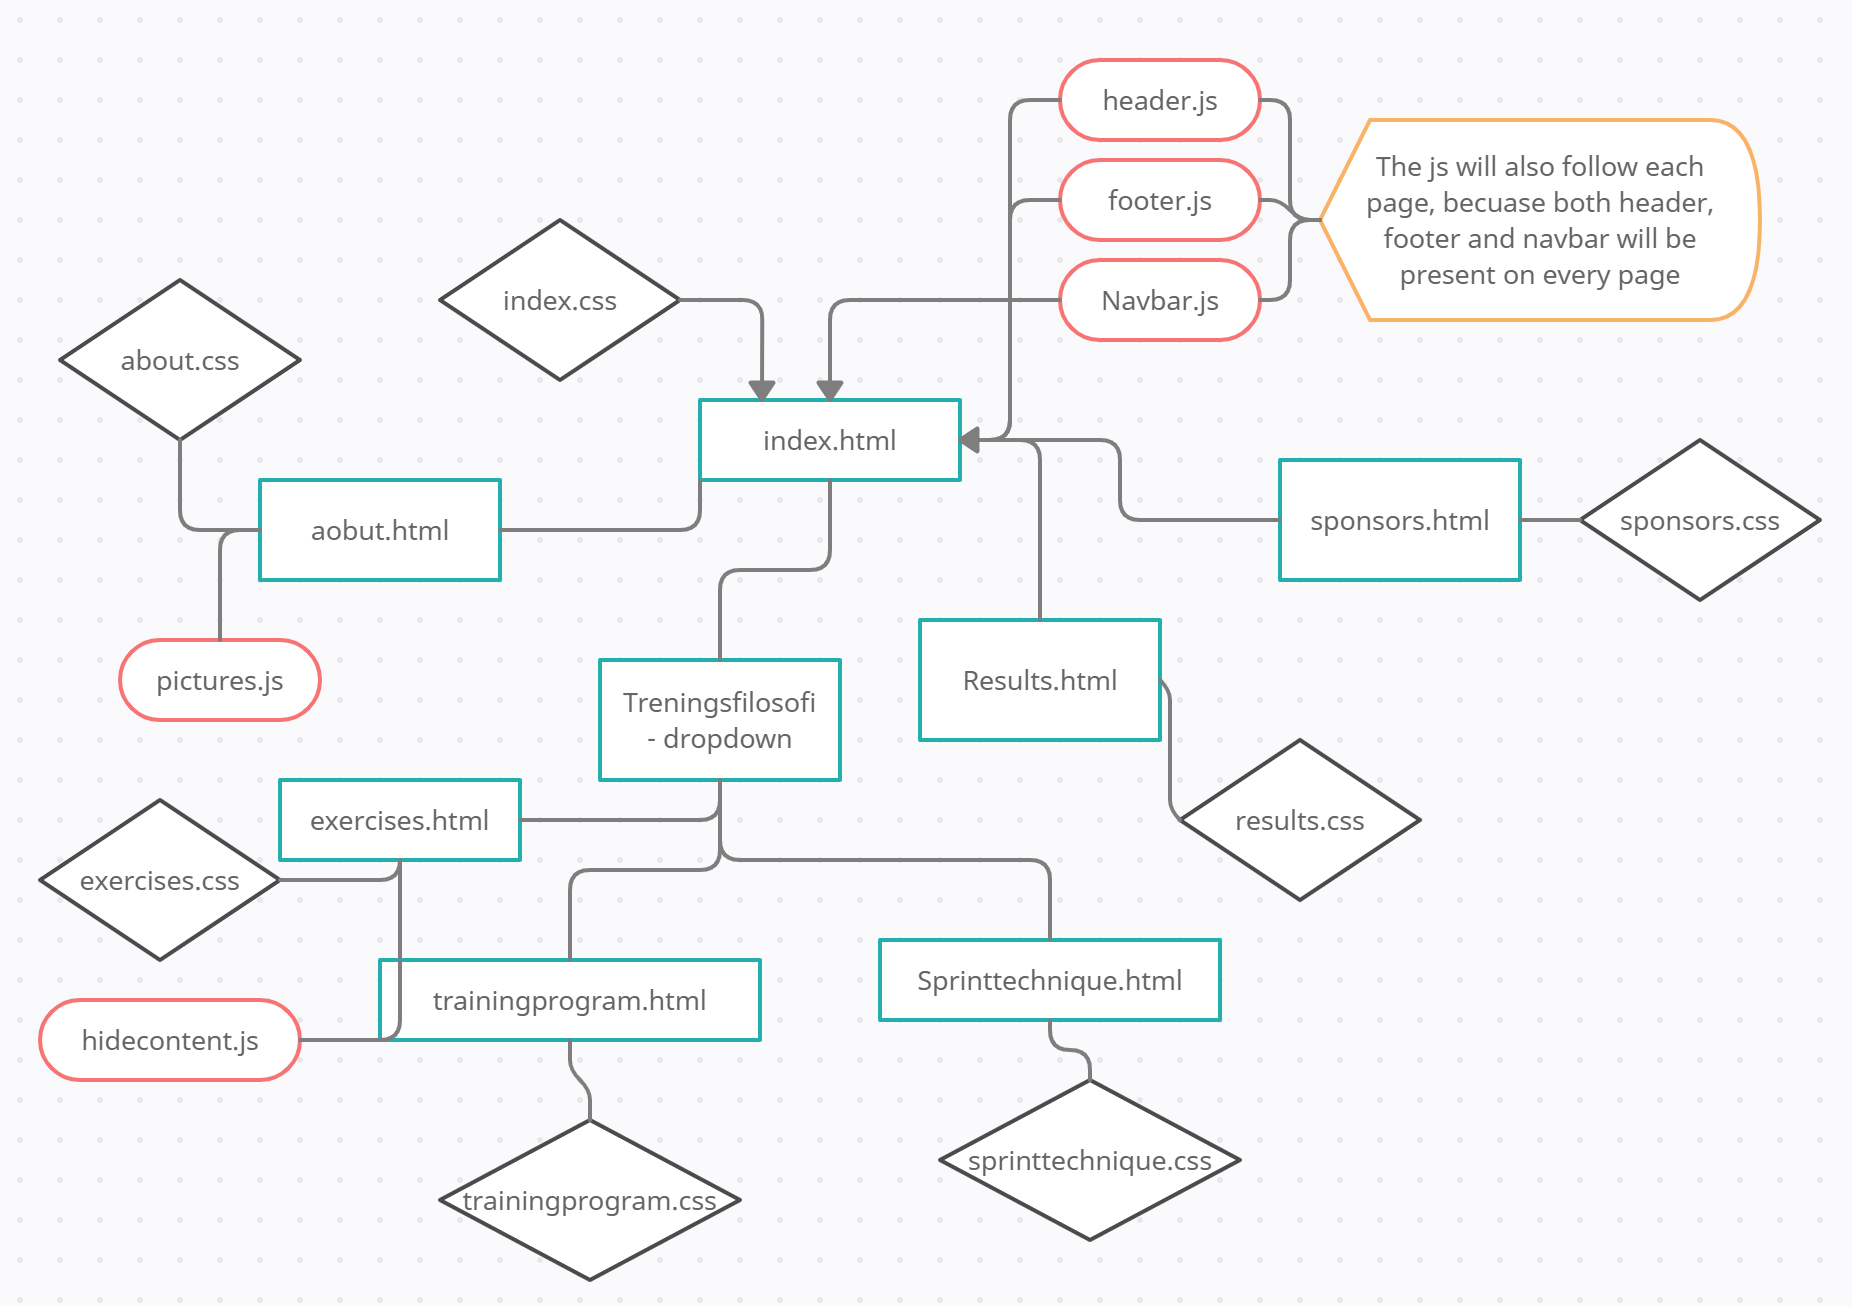 header.js
The js will also follow each
page, becuase both header,
footer and navbar will be
present on every page
footer.js
Navbar.js
index.css
about.css
index.html
aobut.html
sponsors.html
sponsors.css
pictures.js
Treningsfilosofi
- dropdown
Results.html
exercises.html
results.css
exercises.css
trainingprogram.html
Sprinttechnique.html
hidecontent.js
sprinttechnique.css
trainingprogram.css